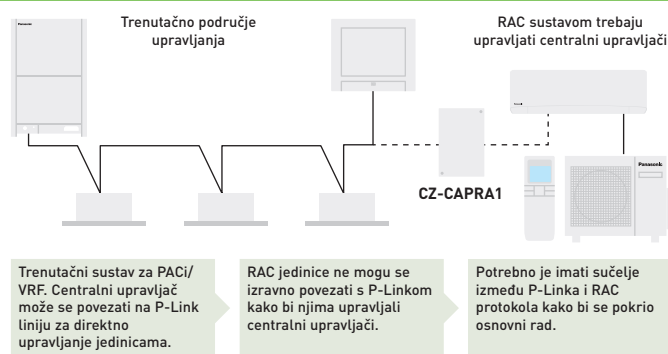 Panasonic
Trenutačno područje
upravljanja
RAC sustavom trebaju
upravljati centralni upravljači
CZ-CAPRA1
Panasonic
Trenutačni sustav za PACi/
VRF. Centralni upravljač
može se povezati na P-Link
liniju za direktno
upravljanje jedinicama.
RAC jedinice ne mogu se
izravno povezati s P-Linkom
kako bi njima upravljali
centralni upravljači.
Potrebno je imati sučelje
između P-Linka i RAC
protokola kako bi se pokrio
osnovni rad.